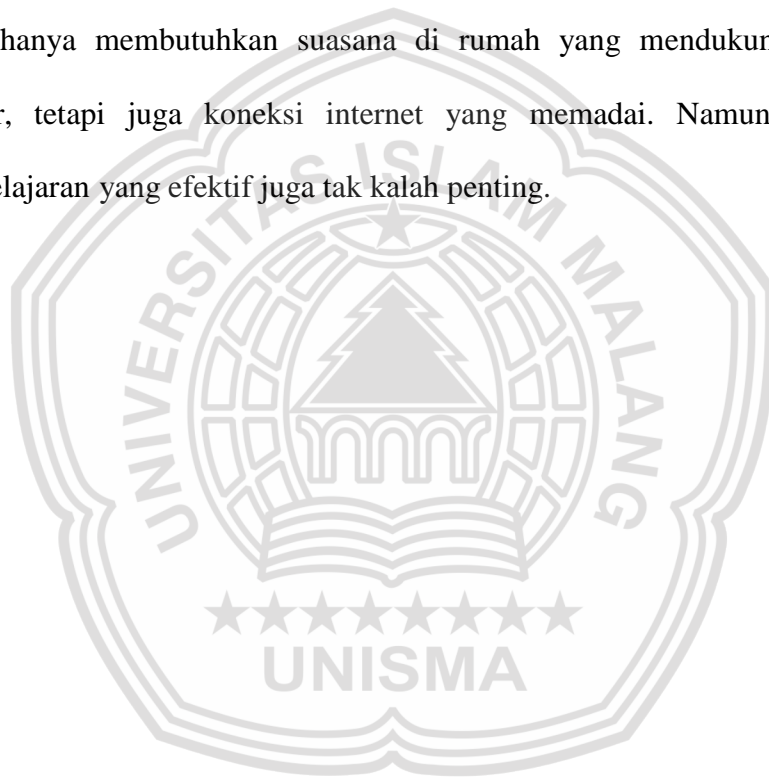 hanya membutuhkan suasana di rumah yang mendukun
r, tetapi juga koneksi internet yang memadai. Namun
elajaran yang efektif juga tak kalah penting.
UNIVERSITAS ISLAM MALANG
UNISMA